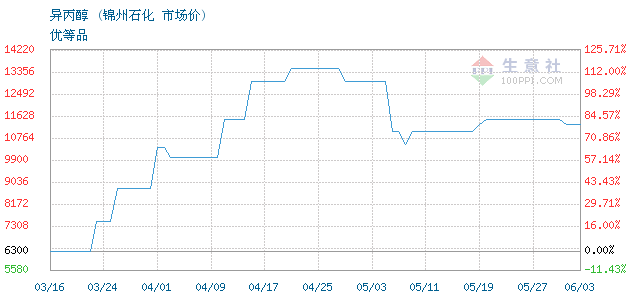 异丙醇 (锦州石化 市场价)
优等品
14220 125.71%
13356 112.00%
12492 98.29%
11628 84.57%
10764 70.86%
9900 57.14%
9036 43.43%
8172 29.71%
7308 16.00%
6300 0.00%
5580 -11.43%
生意社
100PPI.COM
03/16 03/24 04/01 04/09 04/17 04/25 05/03 05/11 05/19 05/27 06/03